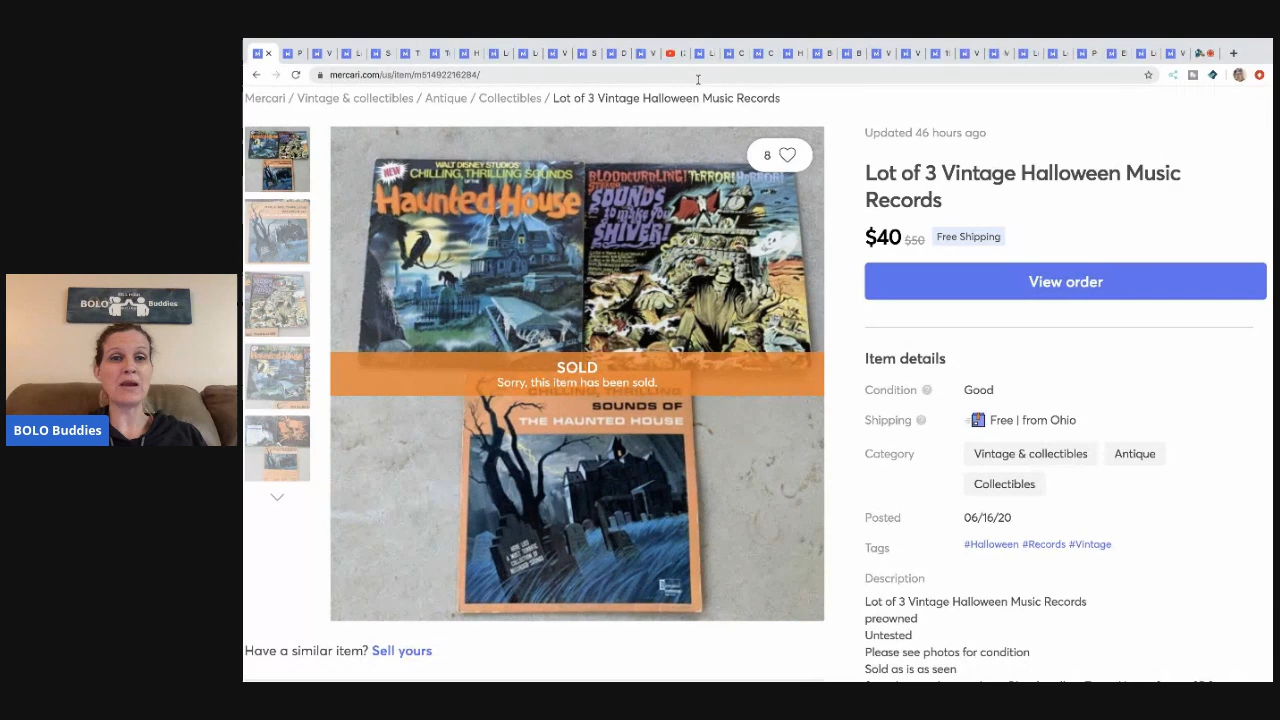 mercari.com/us/item/m51492216284/
Mercari / Vintage & collectibles / Antique / Collectibles / Lot of 3 Vintage Halloween Music Records
8
NEW
WALT DISNEY STUDIOS'
CHILLING, THRILLING SOUNDS
OF THE
Haunted House
BLOODCURDLING! TERROR! HORROR!
SOUNDS
to make you
SHIVER!
SOLD
Sorry, this item has been sold.
CHILLING, THRILLING
SOUNDS OF
THE HAUNTED HOUSE
Have a similar item? Sell yours
Updated 46 hours ago
Lot of 3 Vintage Halloween Music
Records
$40 $50 Free Shipping
View order
Item details
Condition Good
Shipping Free | from Ohio
Category Vintage & collectibles Antique
Collectibles
Posted 06/16/20
Tags #Halloween #Records #Vintage
Description
Lot of 3 Vintage Halloween Music Records
preowned
Untested
Please see photos for condition
Sold as is as seen
BOLO Buddies
BOLO Buddies